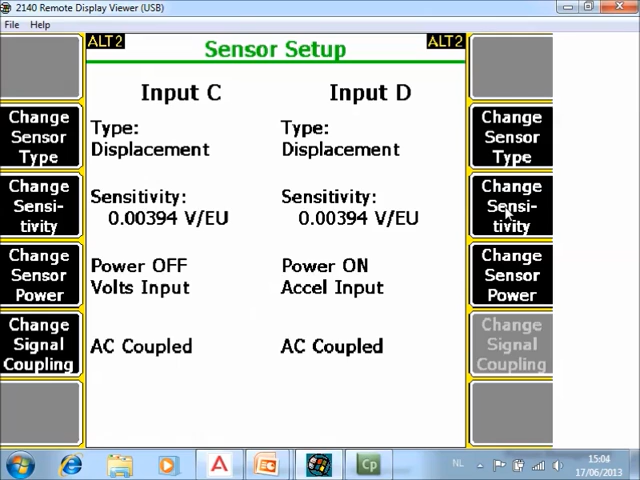 2140 Remote Display Viewer (USB)
File Help
ALT2
Sensor Setup
ALT2
Input C
Input D
Change
Sensor
Type
Type:
Displacement
Type:
Displacement
Change
Sensor
Type
Change
Sensi-
tivity
Sensitivity:
0.00394 V/EU
Sensitivity:
0.00394 V/EU
Change
Sensi-
tivity
Change
Sensor
Power
Power OFF
Volts Input
Power ON
Accel Input
Change
Sensor
Power
Change
Signal
Coupling
AC Coupled
AC Coupled
Change
Signal
Coupling
Cp
NL
15:04
17/06/2013